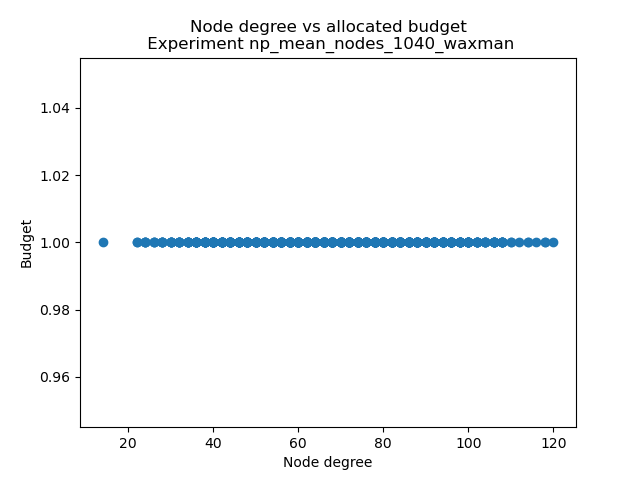 Node degree vs allocated budget
Experiment np_mean_nodes_1040_waxman
1.04
1.02
1.00
0.98
0.96
Budget
20
40
60
80
100
120
Node degree